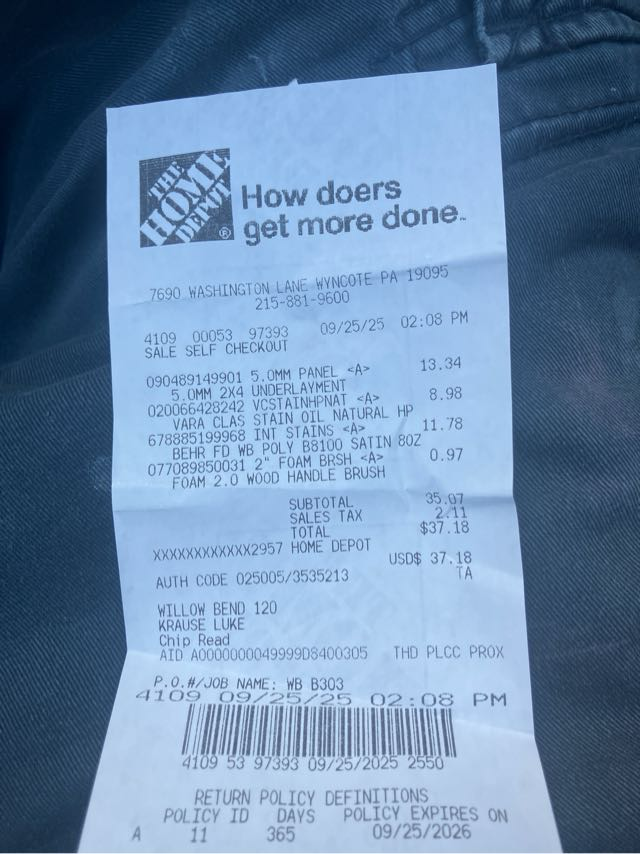 THE
HOME
DEPOT®
How doers
get more done™
7690 WASHINGTON LANE WYNCOTE PA 19095
215-881-9600
4109 00053 97393 09/25/25 02:08 PM
SALE SELF CHECKOUT
090489149901 5.0MM PANEL <A> 13.34
5.0MM 2X4 UNDERLAYMENT
020066428242 VCSTAINHPNAT <A> 8.98
VARA CLAS STAIN OIL NATURAL HP
678885199968 INT STAINS <A> 11.78
BEHR FD WB POLY B8100 SATIN 8OZ
077089850031 2" FOAM BRSH <A> 0.97
FOAM 2.0 WOOD HANDLE BRUSH
SUBTOTAL 35.07
SALES TAX 2.11
TOTAL $37.18
XXXXXXXXXXXX2957 HOME DEPOT
USD$ 37.18
AUTH CODE 025005/3535213 TA
WILLOW BEND 120
KRAUSE LUKE
Chip Read
AID A0000000049999D8400305 THD PLCC PROX
P.O.#/JOB NAME: WB B303
4109 09/25/25 02:08 PM
4109 53 97393 09/25/2025 2550
RETURN POLICY DEFINITIONS
POLICY ID DAYS POLICY EXPIRES ON
A 11 365 09/25/2026